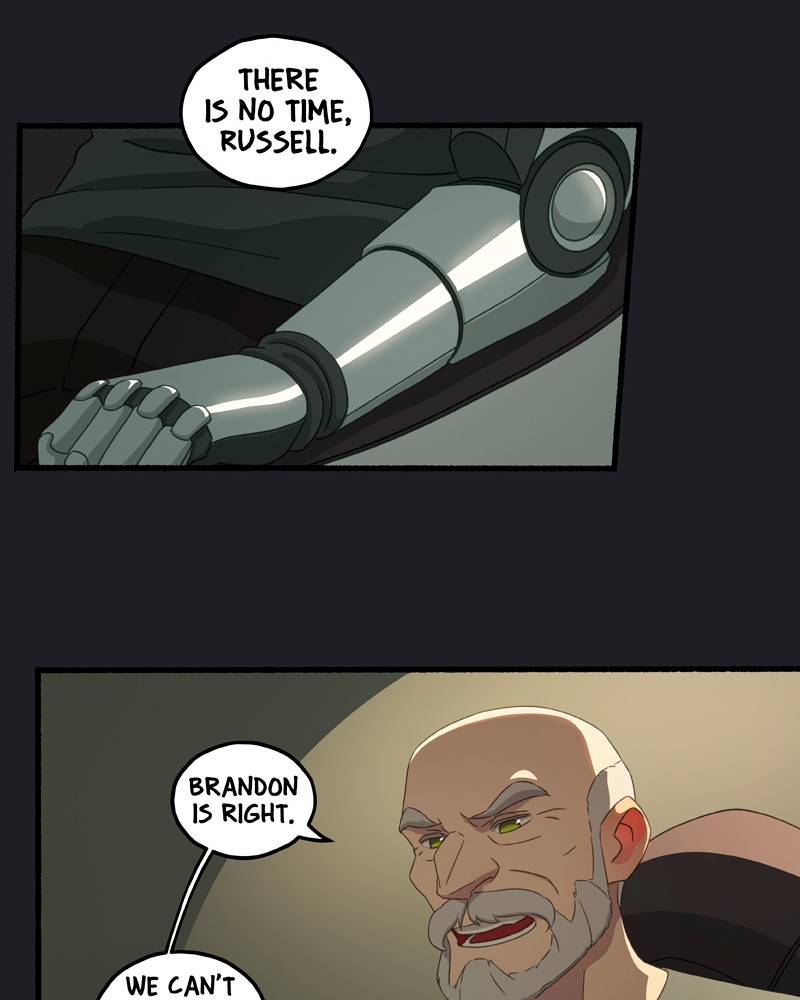 THERE
IS NO TIME,
RUSSELL.
BRANDON
IS RIGHT.
WE CAN'T